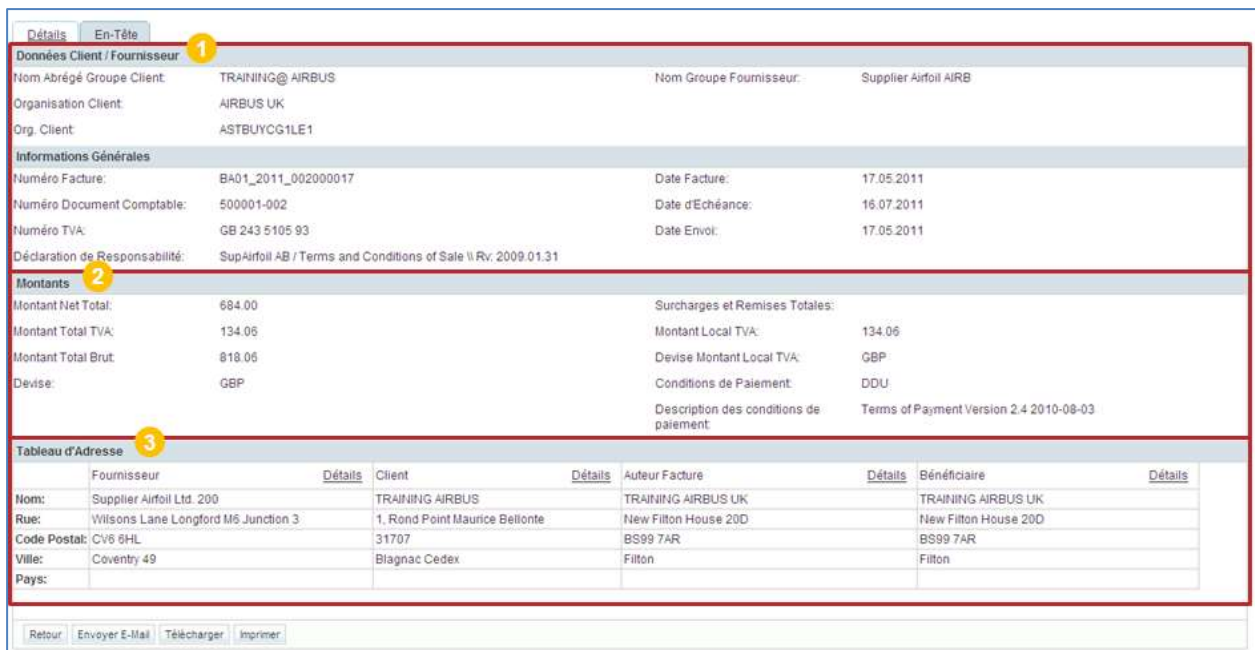 Détails En-Tête
1
Données Client / Fournisseur
Nom Abrégé Groupe Client: TRAINING@ AIRBUS Nom Groupe Fournisseur: Supplier Airfoil AIRB
Organisation Client: AIRBUS UK
Org. Client: ASTBUYCG1LE1
Informations Générales
Numéro Facture: BA01_2011_002000017 Date Facture: 17.05.2011
Numéro Document Comptable: 500001-002 Date d'Echéance: 16.07.2011
Numéro TVA: GB 243 5105 93 Date Envoi: 17.05.2011
Déclaration de Responsabilité: SupAirfoil AB / Terms and Conditions of Sale \\ Rv: 2009.01.31
2
Montants
Montant Net Total: 684.00 Surcharges et Remises Totales:
Montant Total TVA: 134.06 Montant Local TVA: 134.06
Montant Total Brut: 818.06 Devise Montant Local TVA: GBP
Devise: GBP Conditions de Paiement: DDU
Description des conditions de paiement: Terms of Payment Version 2.4 2010-08-03
3
Tableau d'Adresse
Fournisseur Détails Client Détails Auteur Facture Détails Bénéficiaire Détails
Nom: Supplier Airfoil Ltd. 200 TRAINING AIRBUS TRAINING AIRBUS UK TRAINING AIRBUS UK
Rue: Wilsons Lane Longford M6 Junction 3 1, Rond Point Maurice Bellonte New Filton House 20D New Filton House 20D
Code Postal: CV6 6HL 31707 BS99 7AR BS99 7AR
Ville: Coventry 49 Blagnac Cedex Filton Filton
Pays:
Retour Envoyer E-Mail Télécharger Imprimer